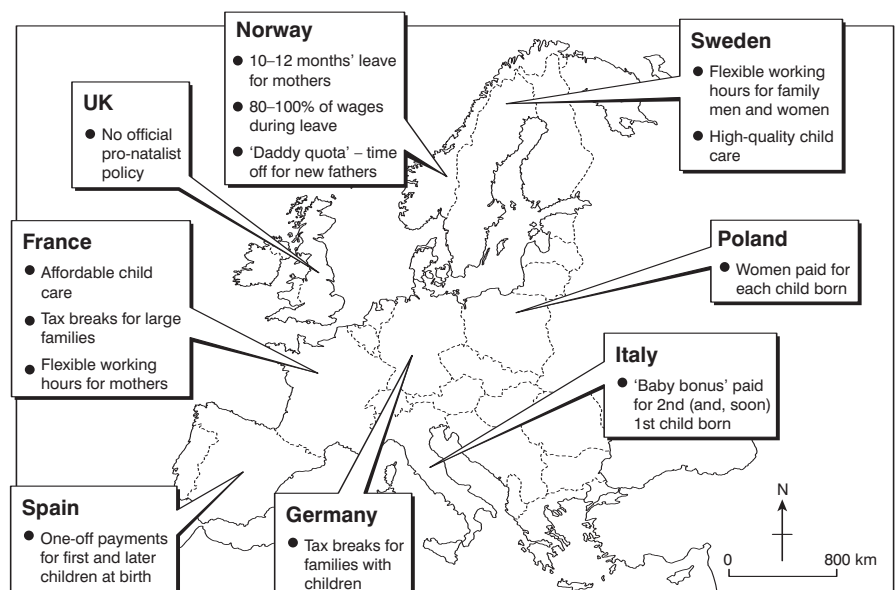 Norway
● 10–12 months’ leave
for mothers
● 80–100% of wages
during leave
● ‘Daddy quota’ – time
off for new fathers
Sweden
● Flexible working
hours for family
men and women
● High-quality child
care
UK
● No official
pro-natalist
policy
France
● Affordable child
care
● Tax breaks for large
families
● Flexible working
hours for mothers
Poland
● Women paid for
each child born
Italy
● ‘Baby bonus’ paid
for 2nd (and, soon)
1st child born
Spain
● One-off payments
for first and later
children at birth
Germany
● Tax breaks for
families with
children
N
0 800 km